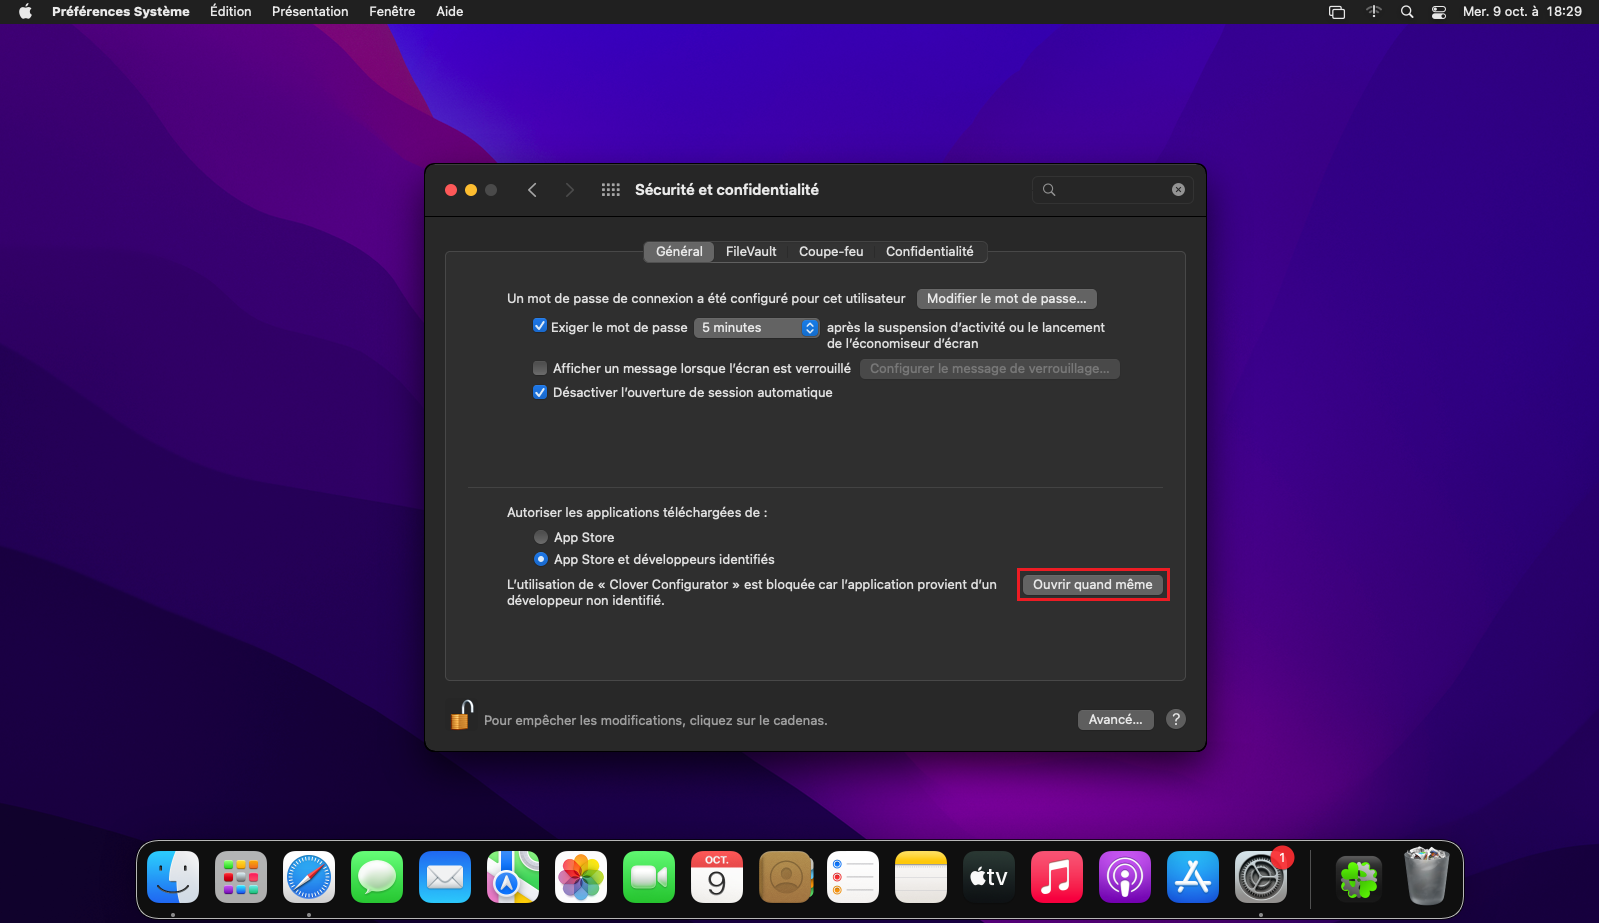 Préférences Système Édition Présentation Fenêtre Aide Mer. 9 oct. à 18:29
Sécurité et confidentialité
Général FileVault Coupe-feu Confidentialité
Un mot de passe de connexion a été configuré pour cet utilisateur Modifier le mot de passe...
Exiger le mot de passe 5 minutes après la suspension d’activité ou le lancement
de l’économiseur d’écran
Afficher un message lorsque l’écran est verrouillé Configurer le message de verrouillage...
Désactiver l’ouverture de session automatique
Autoriser les applications téléchargées de :
App Store
App Store et développeurs identifiés
L’utilisation de « Clover Configurator » est bloquée car l’application provient d’un Ouvrir quand même
développeur non identifié.
Pour empêcher les modifications, cliquez sur le cadenas. Avancé... ?
OCT. 1
9 tv